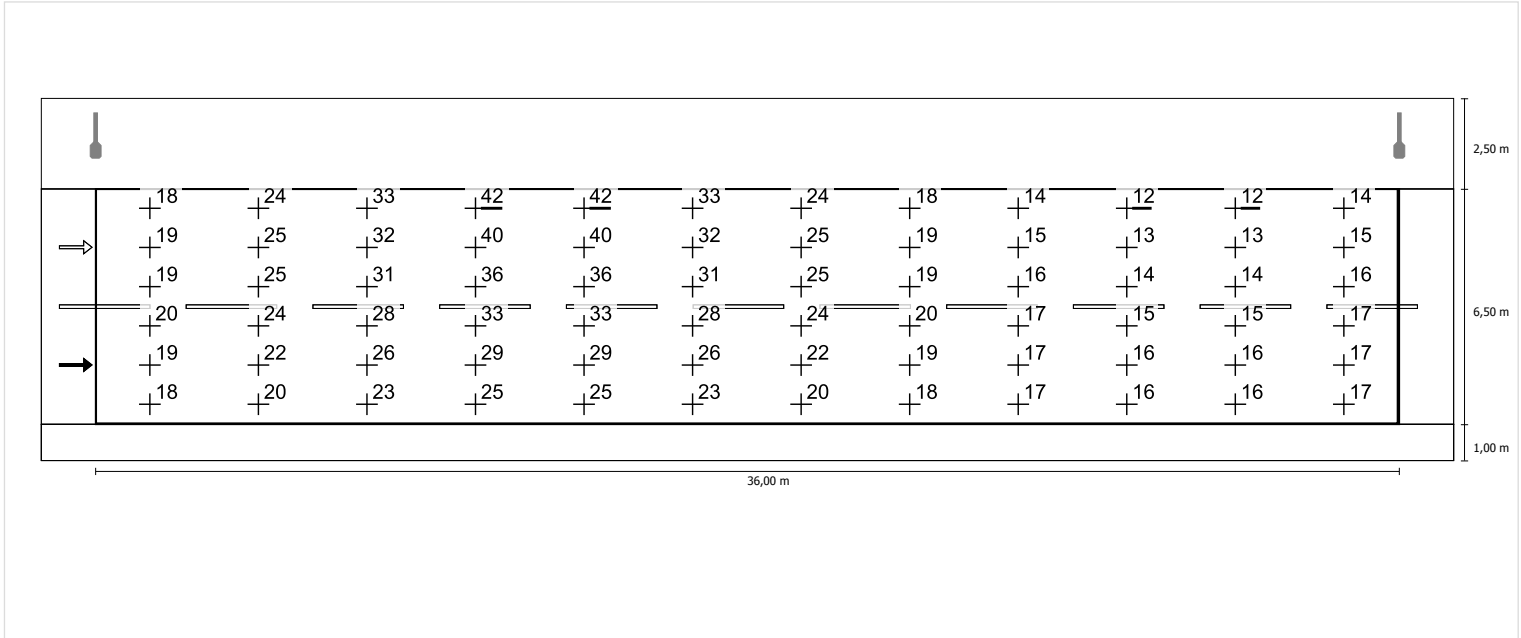 2,50 m
18 24 33 42 42 33 24 18 14 12 12 14
19 25 32 40 40 32 25 19 15 13 13 15
19 25 31 36 36 31 25 19 16 14 14 16
20 24 28 33 33 28 24 20 17 15 15 17
6,50 m
19 22 26 29 29 26 22 19 17 16 16 17
18 20 23 25 25 23 20 18 17 16 16 17
1,00 m
36,00 m